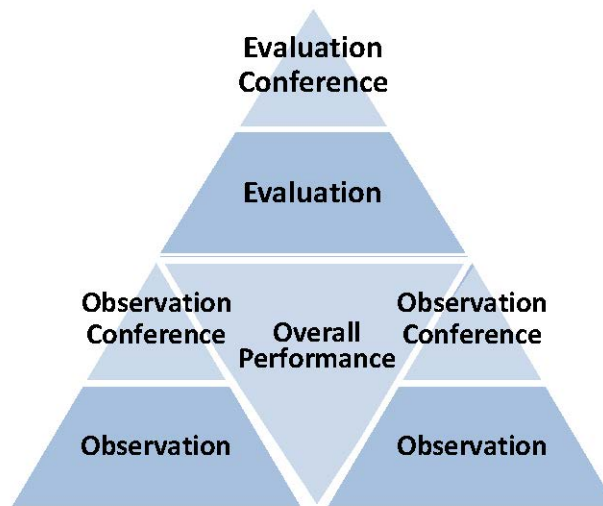 Evaluation
Conference
Evaluation
Observation
Conference
Overall
Performance
Observation
Conference
Observation
Observation